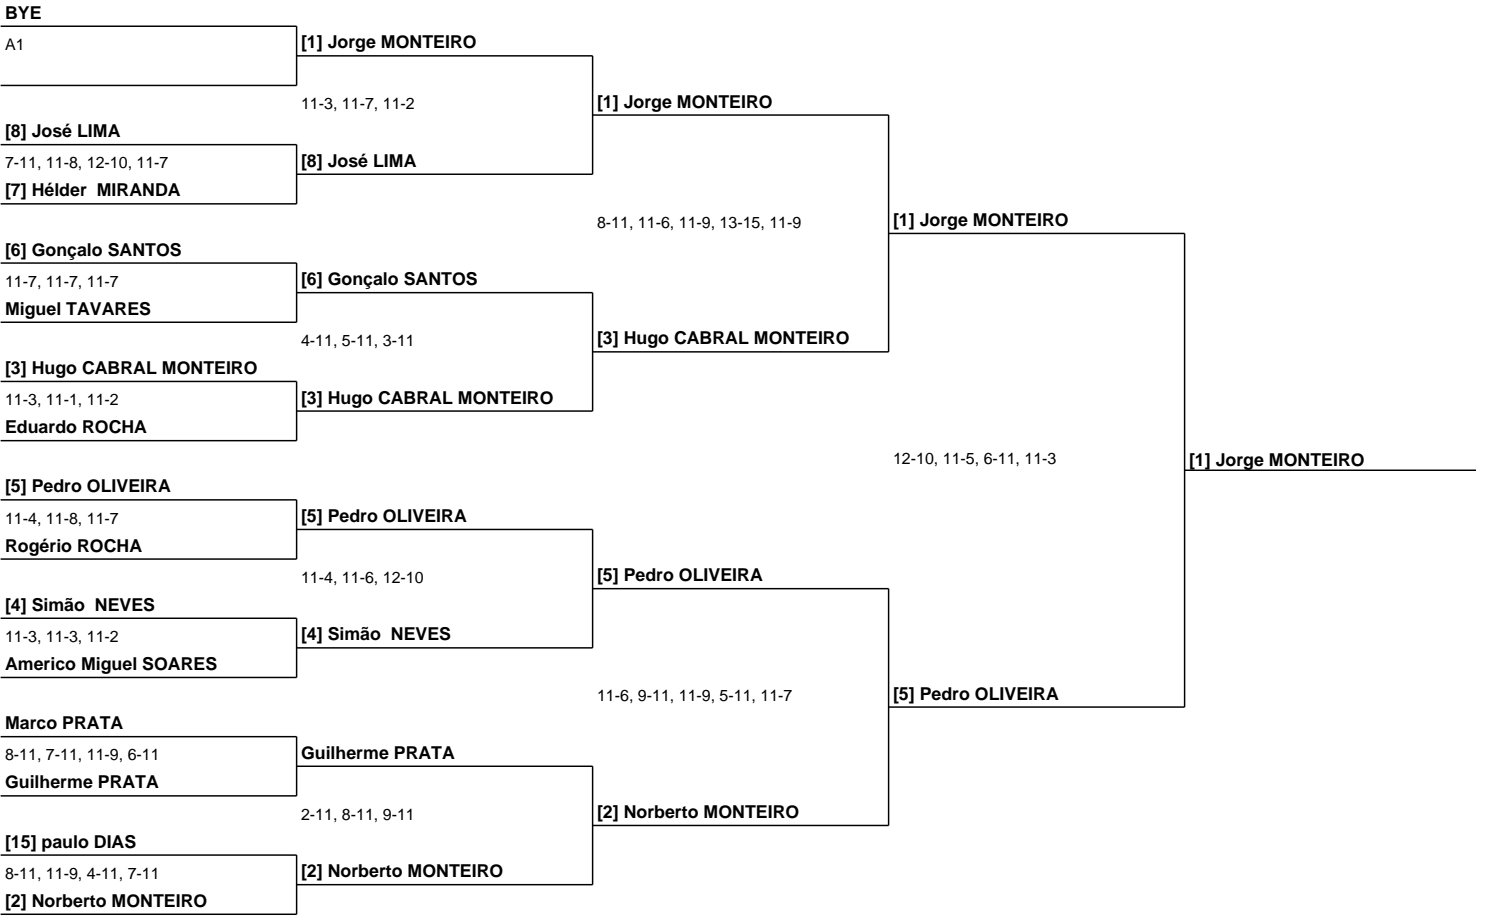 BYE
A1
[1] Jorge MONTEIRO
11-3, 11-7, 11-2
[1] Jorge MONTEIRO
[8] José LIMA
7-11, 11-8, 12-10, 11-7
[8] José LIMA
[7] Hélder  MIRANDA
8-11, 11-6, 11-9, 13-15, 11-9
[1] Jorge MONTEIRO
[6] Gonçalo SANTOS
11-7, 11-7, 11-7
[6] Gonçalo SANTOS
Miguel TAVARES
4-11, 5-11, 3-11
[3] Hugo CABRAL MONTEIRO
[3] Hugo CABRAL MONTEIRO
11-3, 11-1, 11-2
[3] Hugo CABRAL MONTEIRO
Eduardo ROCHA
12-10, 11-5, 6-11, 11-3
[1] Jorge MONTEIRO
[5] Pedro OLIVEIRA
11-4, 11-8, 11-7
[5] Pedro OLIVEIRA
Rogério ROCHA
11-4, 11-6, 12-10
[5] Pedro OLIVEIRA
[4] Simão  NEVES
11-3, 11-3, 11-2
[4] Simão  NEVES
Americo Miguel SOARES
11-6, 9-11, 11-9, 5-11, 11-7
[5] Pedro OLIVEIRA
Marco PRATA
8-11, 7-11, 11-9, 6-11
Guilherme PRATA
Guilherme PRATA
2-11, 8-11, 9-11
[2] Norberto MONTEIRO
[15] paulo DIAS
8-11, 11-9, 4-11, 7-11
[2] Norberto MONTEIRO
[2] Norberto MONTEIRO